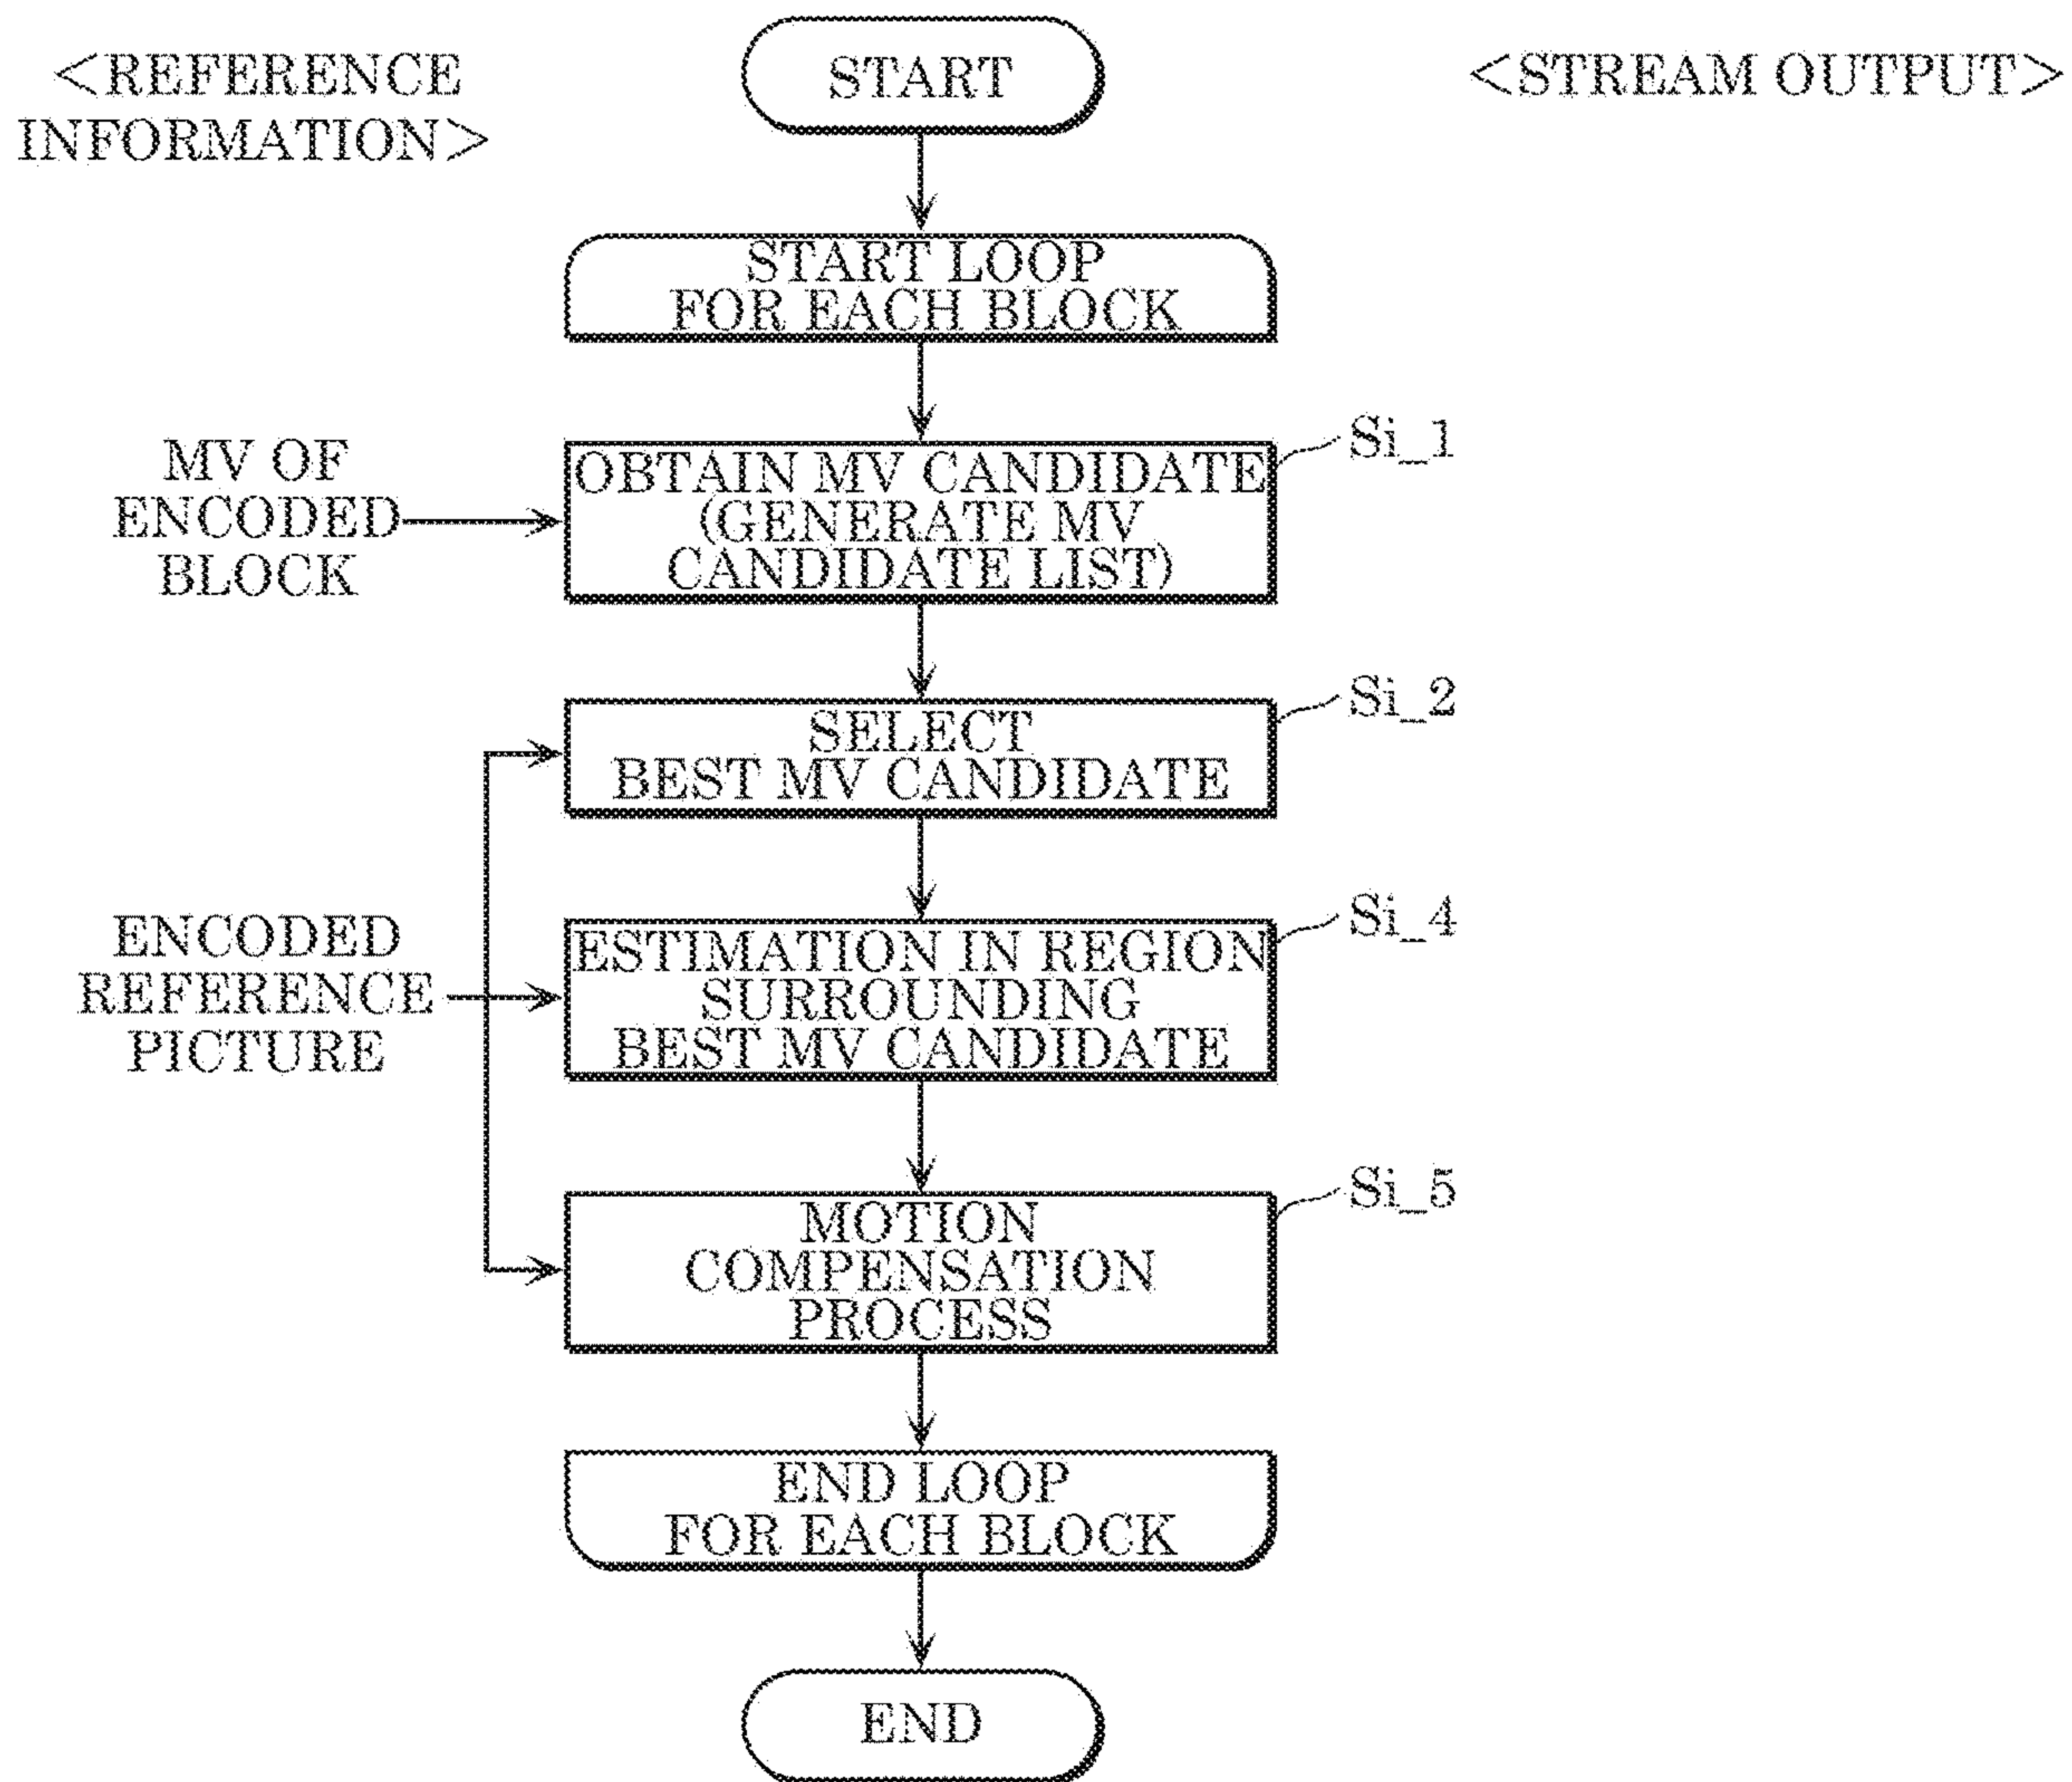 <REFERENCE
INFORMATION>
START
<STREAM OUTPUT>
START LOOP
FOR EACH BLOCK
MV OF
ENCODED
BLOCK
OBTAIN MV CANDIDATE
(GENERATE MV
CANDIDATE LIST)
Si_1
SELECT
BEST MV CANDIDATE
Si_2
ENCODED
REFERENCE
PICTURE
ESTIMATION IN REGION
SURROUNDING
BEST MV CANDIDATE
Si_4
MOTION
COMPENSATION
PROCESS
Si_5
END LOOP
FOR EACH BLOCK
END